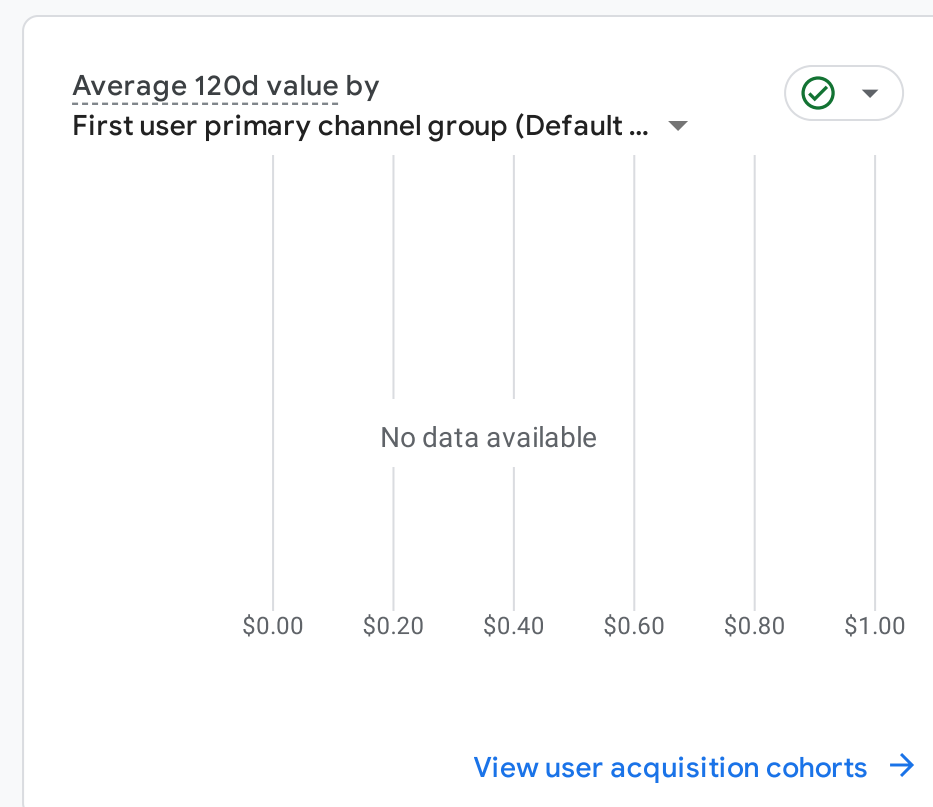 Average 120d value by
First user primary channel group (Default ...
No data available
$0.00 $0.20 $0.40 $0.60 $0.80 $1.00
View user acquisition cohorts